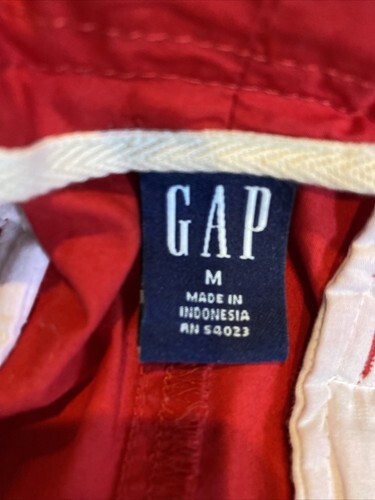 GAP
M
MADE IN
INDONESIA
RN 54023